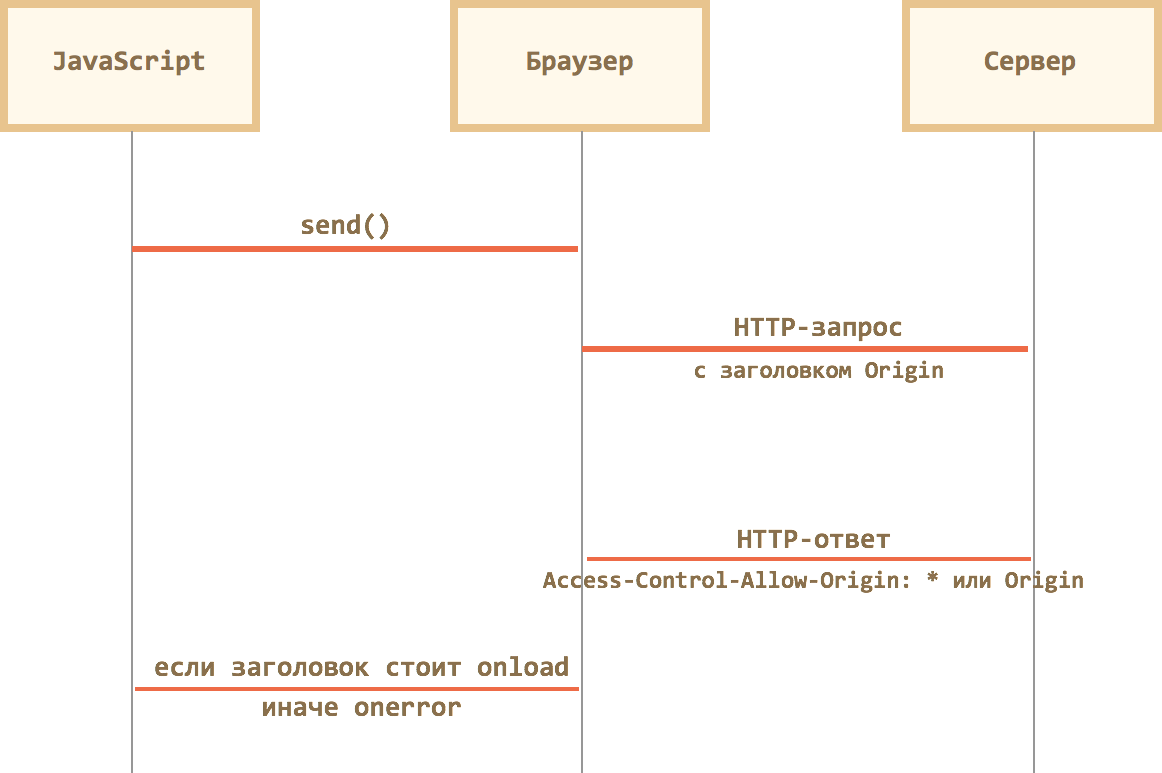 JavaScript
Браузер
Сервер
send()
HTTP-запрос
с заголовком Origin
HTTP-ответ
Access-Control-Allow-Origin: * или Origin
если заголовок стоит onload
иначе onerror